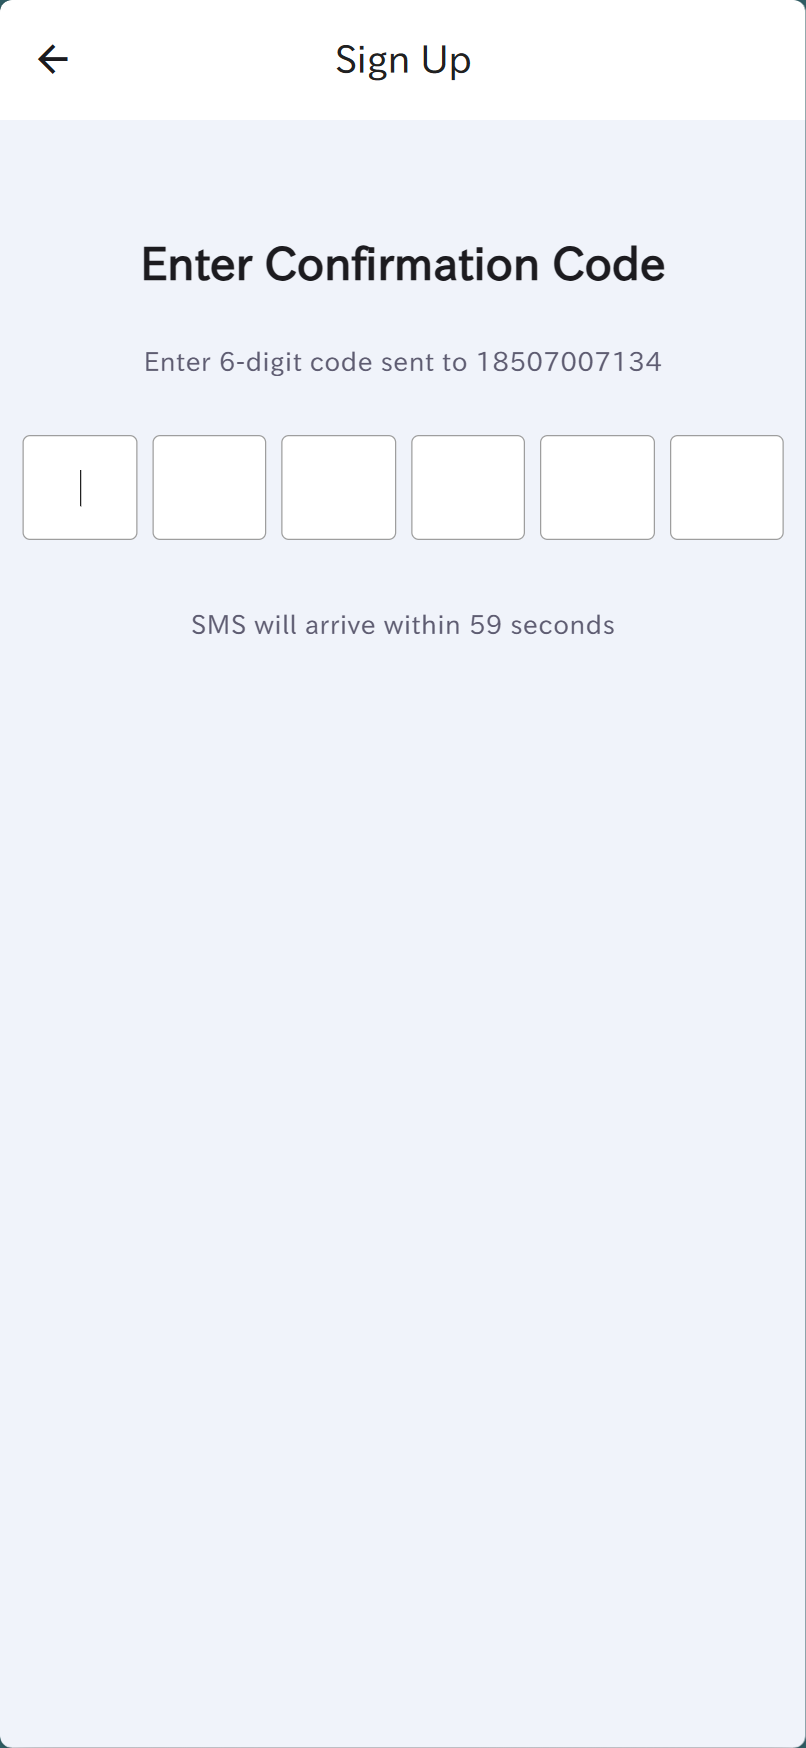 Sign Up
Enter Confirmation Code
Enter 6-digit code sent to 18507007134
SMS will arrive within 59 seconds